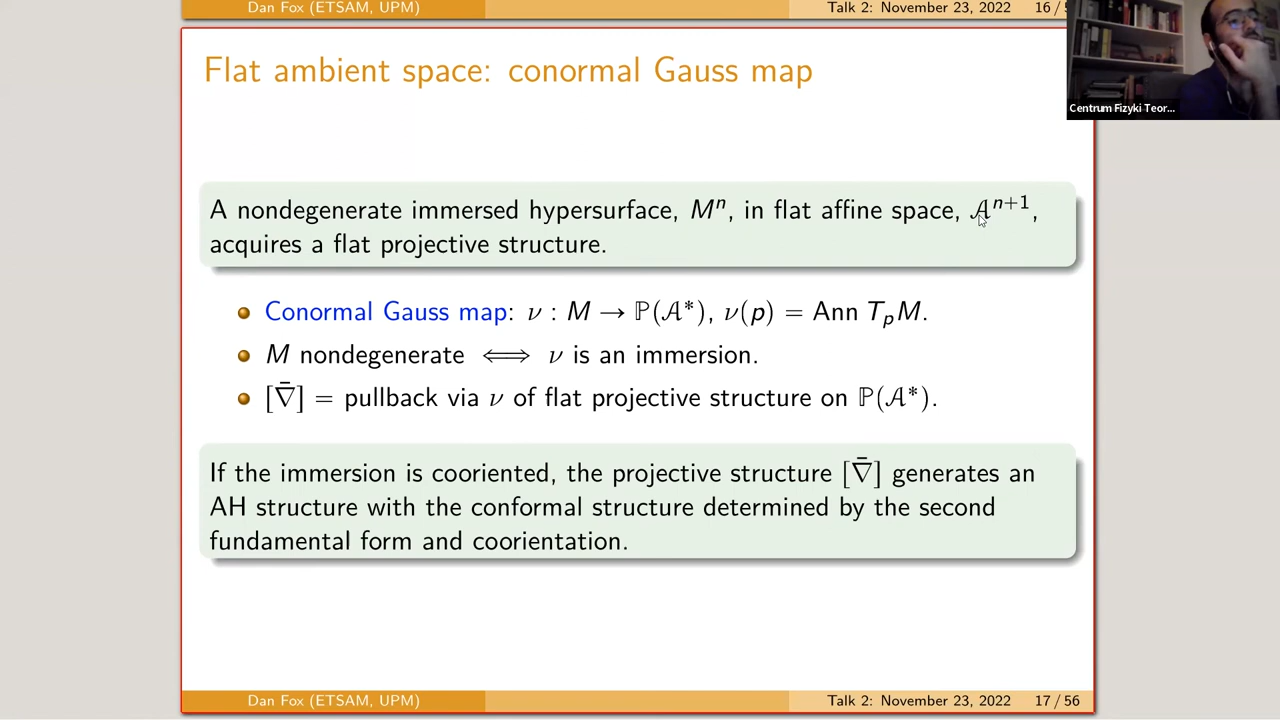 Dan Fox (ETSAM, UPM) Talk 2: November 23, 2022 16 /
Centrum Fizyki Teor...
Flat ambient space: conormal Gauss map
A nondegenerate immersed hypersurface, Mⁿ, in flat affine space, 𝒜ⁿ⁺¹,
acquires a flat projective structure.
Conormal Gauss map: ν : M → ℙ(𝒜*), ν(p) = Ann TₚM.
M nondegenerate ⟺ ν is an immersion.
[∇̄] = pullback via ν of flat projective structure on ℙ(𝒜*).
If the immersion is cooriented, the projective structure [∇̄] generates an
AH structure with the conformal structure determined by the second
fundamental form and coorientation.
Dan Fox (ETSAM, UPM) Talk 2: November 23, 2022 17 / 56